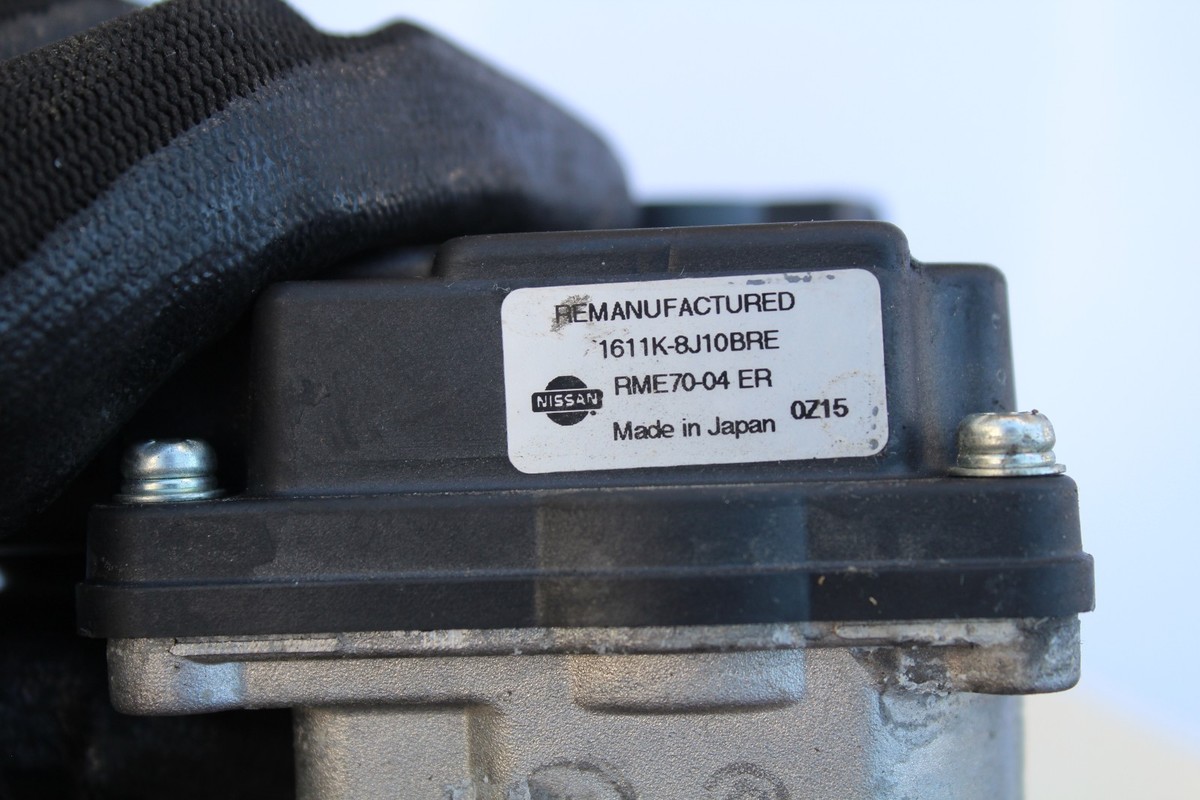 REMANUFACTURED
1611K-8J10BRE
NISSAN RME70-04 ER
Made in Japan 0Z15